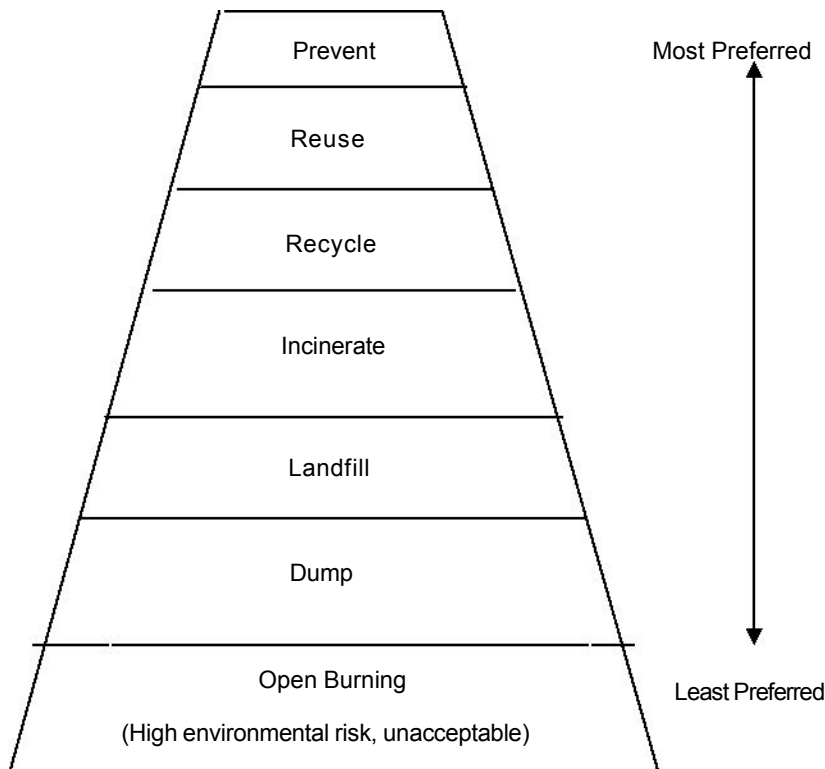 Prevent
Most Preferred
Reuse
Recycle
Incinerate
Landfill
Dump
Open Burning
Least Preferred
(High environmental risk, unacceptable)